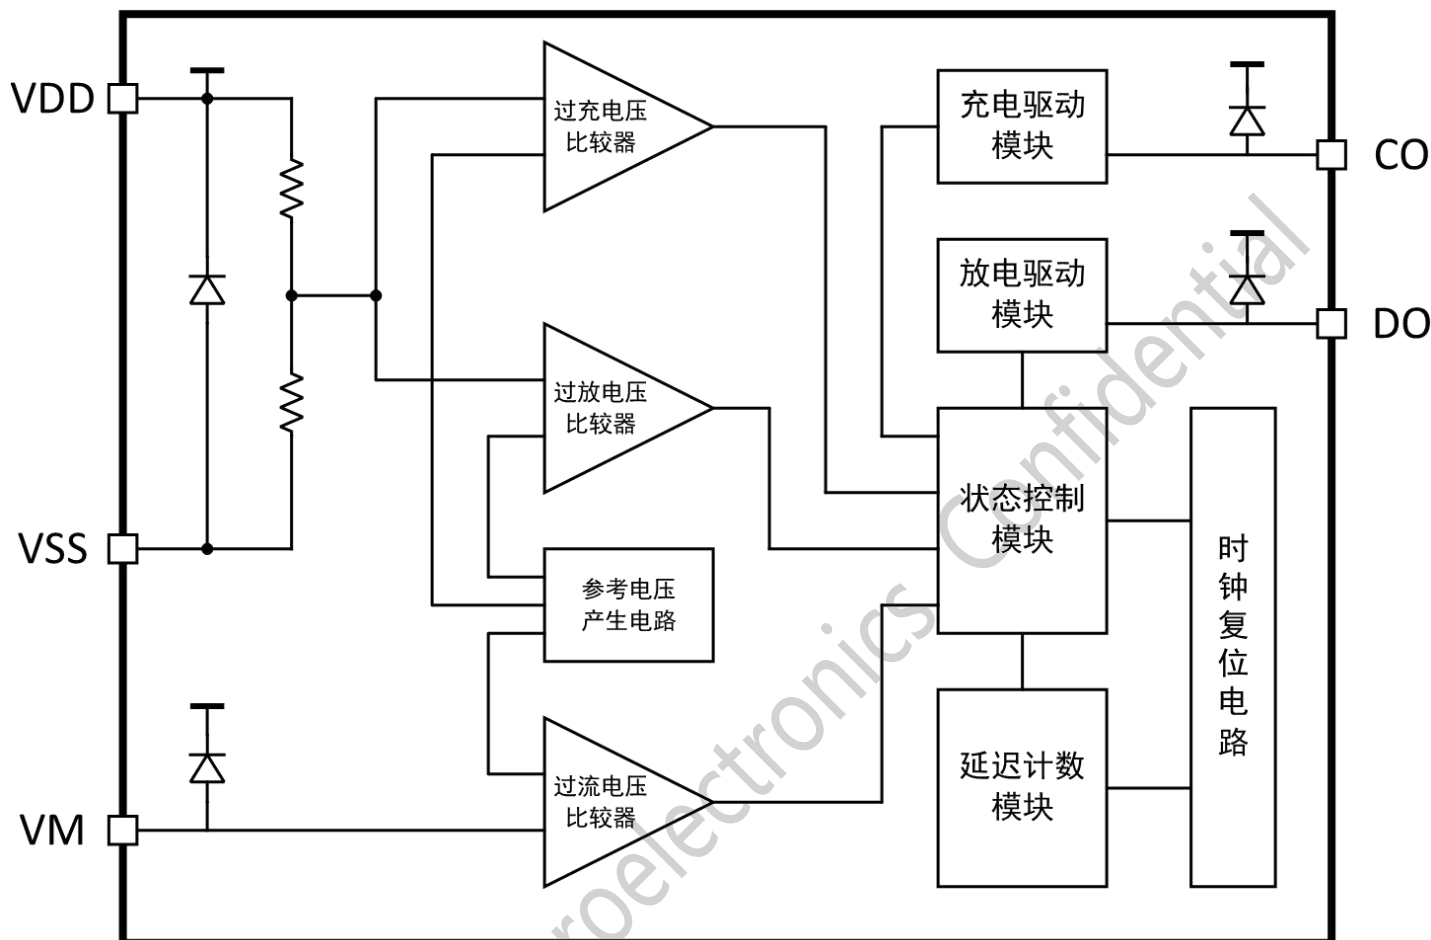 VDD
过充电压
比较器
充电驱动
模块
CO
放电驱动
模块
DO
过放电压
比较器
状态控制
模块
VSS
参考电压
产生电路
时钟复位电路
延迟计数
模块
过流电压
比较器
VM
Confidential